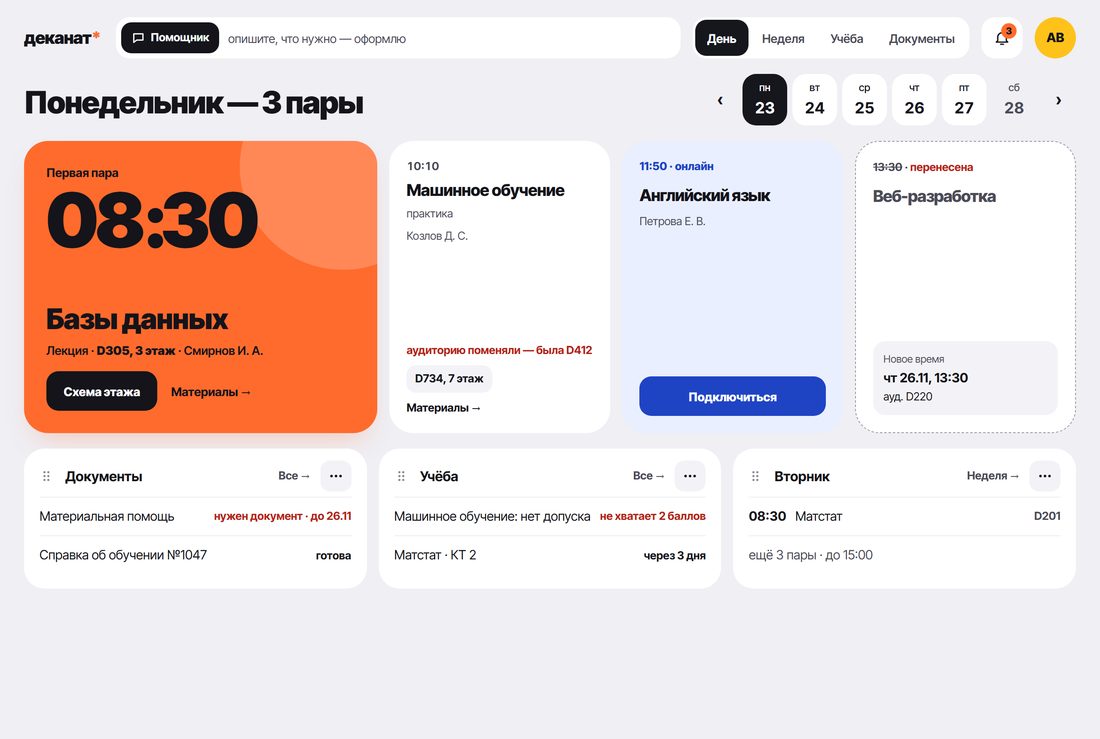 деканат*
Помощник
опишите, что нужно — оформлю
День
Неделя
Учёба
Документы
3
АВ
Понедельник — 3 пары
‹
пн
23
вт
24
ср
25
чт
26
пт
27
сб
28
›
Первая пара
08:30
Базы данных
Лекция · D305, 3 этаж · Смирнов И. А.
Схема этажа
Материалы →
10:10
Машинное обучение
практика
Козлов Д. С.
аудиторию поменяли — была D412
D734, 7 этаж
Материалы →
11:50 · онлайн
Английский язык
Петрова Е. В.
Подключиться
13:30 · перенесена
Веб-разработка
Новое время
чт 26.11, 13:30
ауд. D220
Документы
Все →
Материальная помощь
нужен документ · до 26.11
Справка об обучении №1047
готова
Учёба
Все →
Машинное обучение: нет допуска
не хватает 2 баллов
Матстат · КТ 2
через 3 дня
Вторник
Неделя →
08:30 Матстат
D201
ещё 3 пары · до 15:00